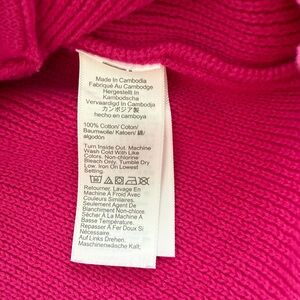 Made In Cambodia
Fabriqué Au Cambodge
Hergestellt In
Kambodscha
Vervaardigd In Cambodja
カンボジア製
hecho en camboya
100% Cotton/ Coton/
Baumwolle/ Katoen/ 綿/
algodón
Turn Inside Out. Machine
Wash Cold With Like
Colors. Non-chlorine
Bleach Only. Tumble Dry
Low. Iron On Lowest
Setting.
Retourner. Lavage En
Machine À Froid Avec
Couleurs Similaires.
Seulement Agent De
Blanchiment Non-chlore.
Sécher À La Machine À
Basse Température.
Repasser À Fer Doux Si
Nécessaire.
Auf Links Drehen.
Maschinenwäsche Kalt